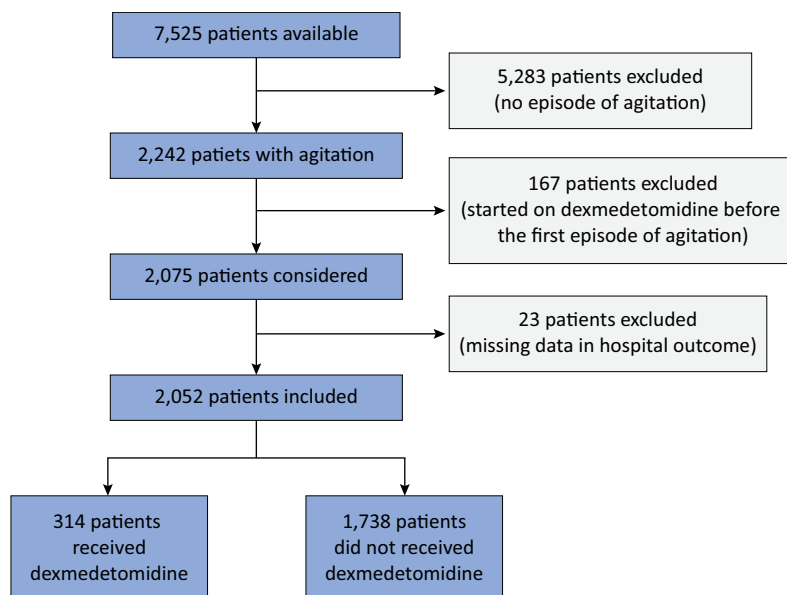 7,525 patients available
5,283 patients excluded
(no episode of agitation)
2,242 patiets with agitation
167 patients excluded
(started on dexmedetomidine before
the first episode of agitation)
2,075 patients considered
23 patients excluded
(missing data in hospital outcome)
2,052 patients included
314 patients
received
dexmedetomidine
1,738 patients
did not received
dexmedetomidine